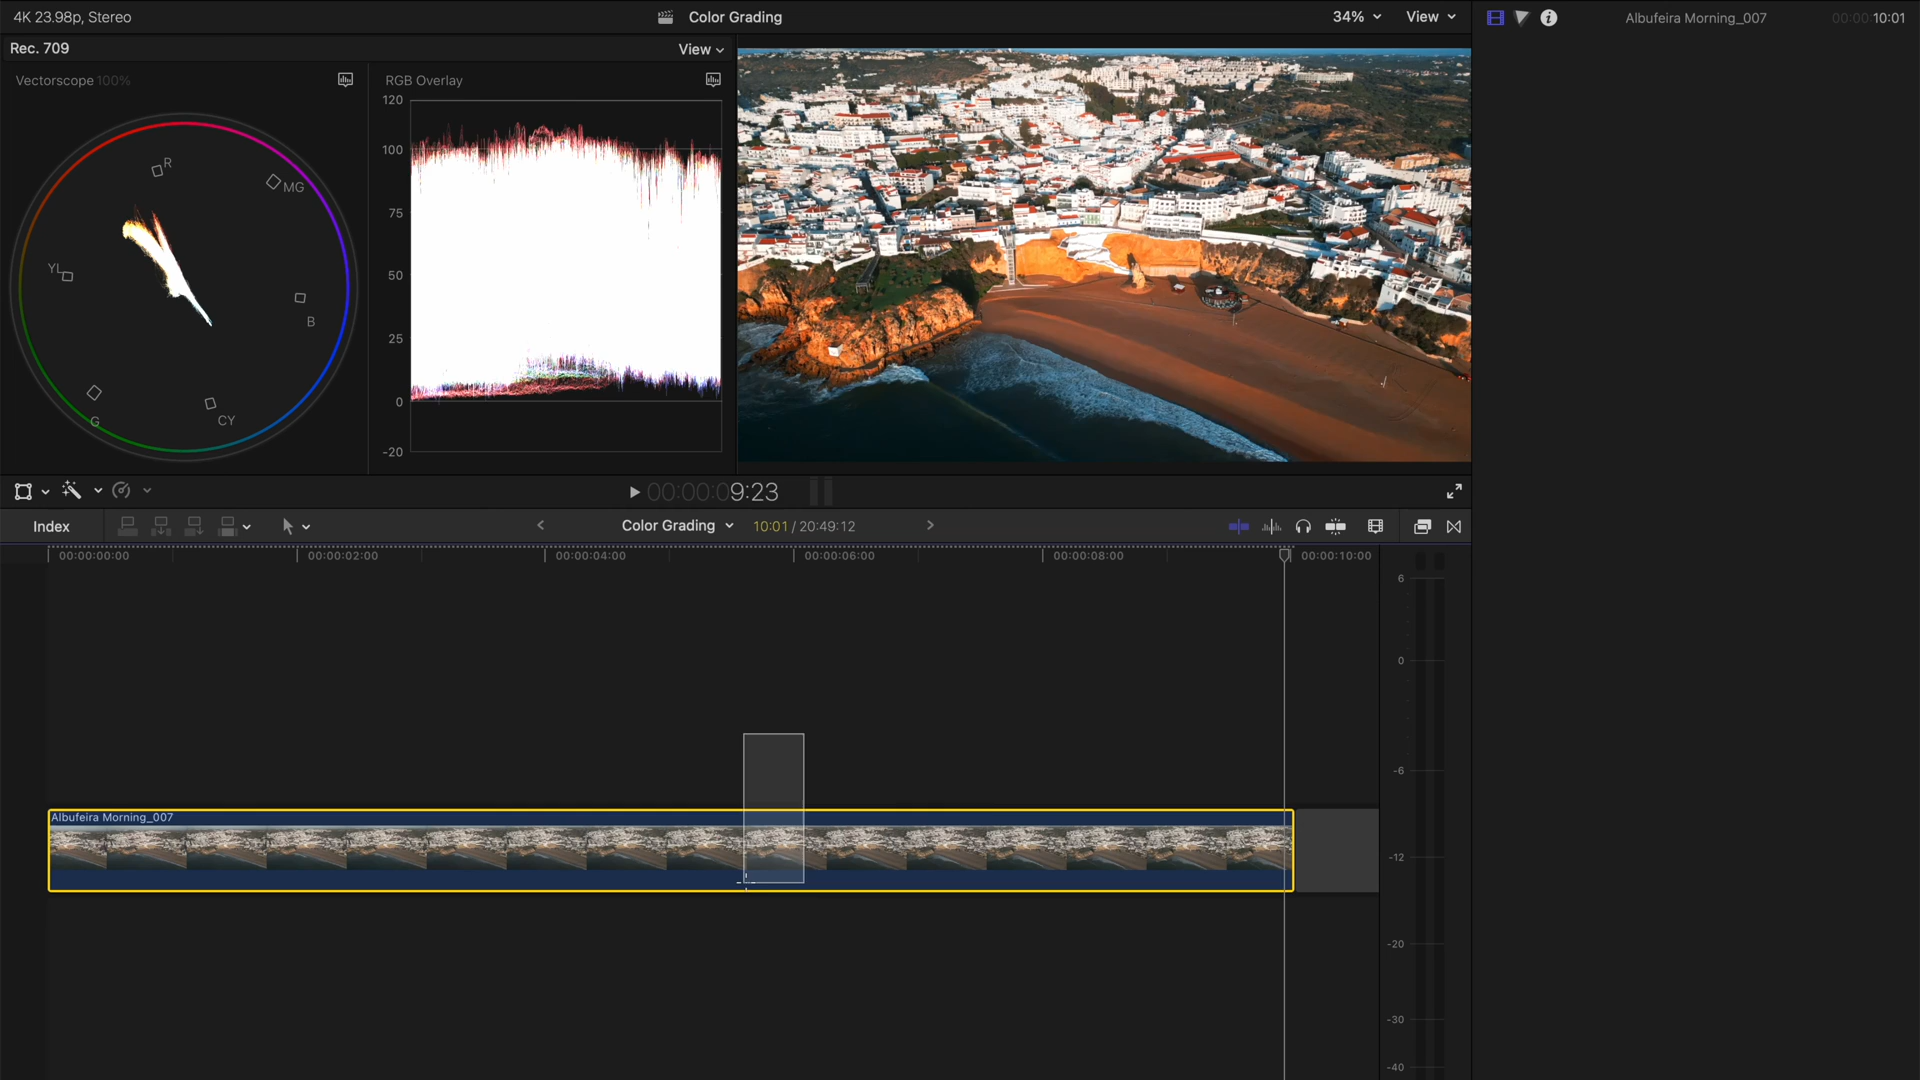 4K 23.98p, Stereo
Color Grading
34%
View
Albufeira Morning_007
00:00:10:01
Rec. 709
View
Vectorscope 100%
RGB Overlay
R
MG
YL
B
G
CY
120
100
75
50
25
0
-20
00:00:09:23
Index
Color Grading
10:01 / 20:49:12
00:00:00:00
00:00:02:00
00:00:04:00
00:00:06:00
00:00:08:00
00:00:10:00
Albufeira Morning_007
6
0
-6
-12
-20
-30
-40